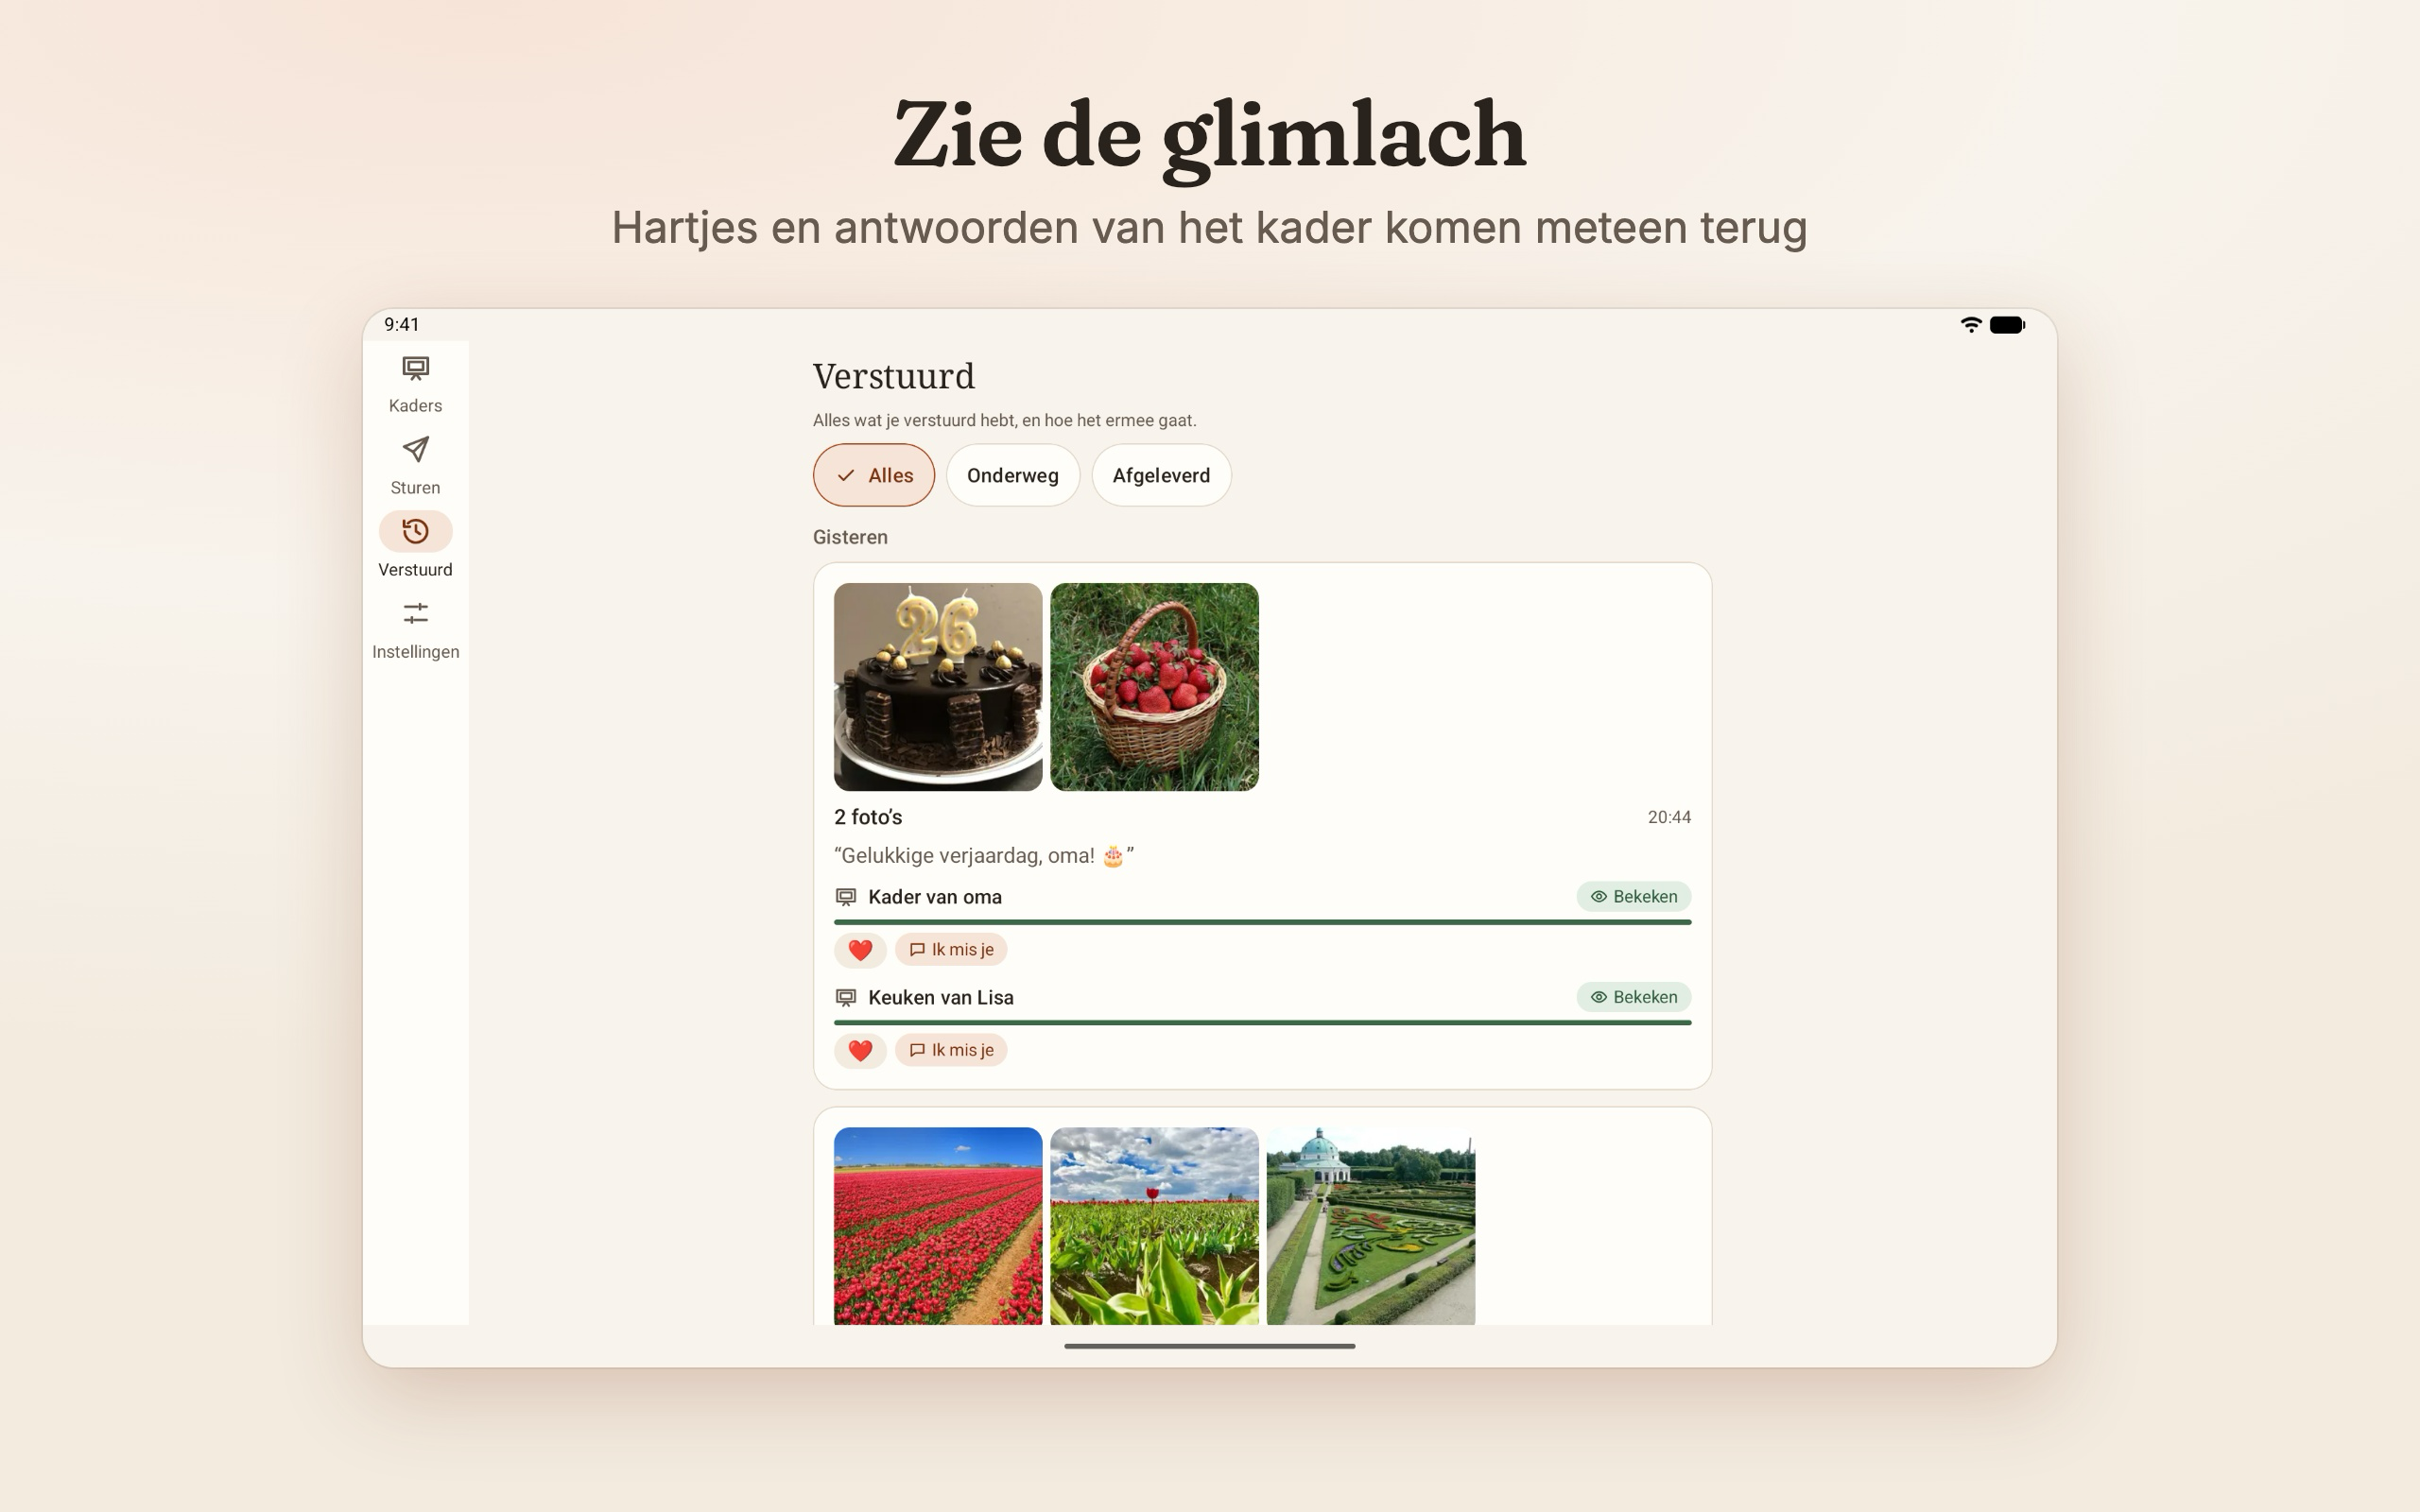 Zie de glimlach
Hartjes en antwoorden van het kader komen meteen terug
9:41
Kaders
Sturen
Verstuurd
Instellingen
Verstuurd
Alles wat je verstuurd hebt, en hoe het ermee gaat.
Alles
Onderweg
Afgeleverd
Gisteren
26
2 foto’s
20:44
“Gelukkige verjaardag, oma! 🎂”
Kader van oma
Bekeken
❤️
Ik mis je
Keuken van Lisa
Bekeken
❤️
Ik mis je